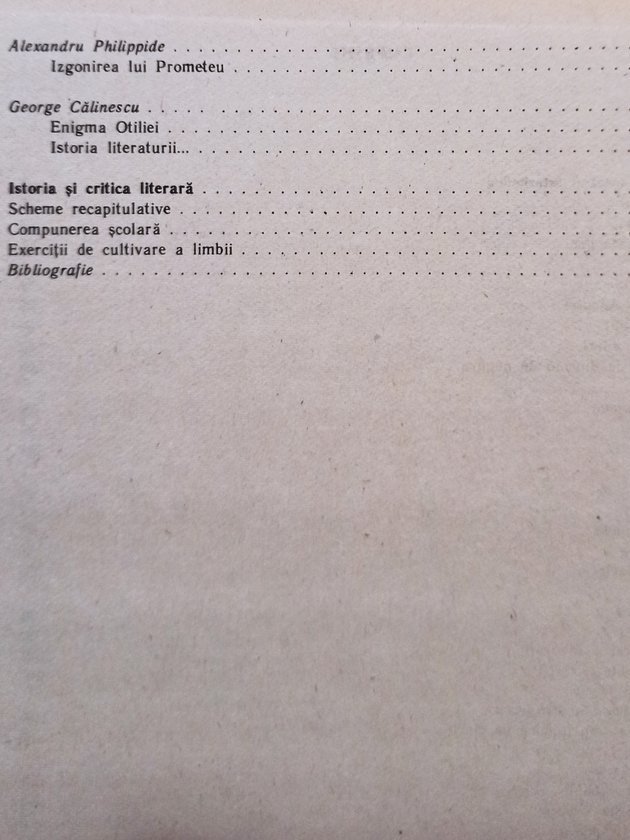 Alexandru Philippide . . . . . . . . . . . . . . . . . . . . . . . . . . . .
Izgonirea lui Prometeu . . . . . . . . . . . . . . . . . . . . . . . . .
George Călinescu . . . . . . . . . . . . . . . . . . . . . . . . . . . . .
Enigma Otiliei . . . . . . . . . . . . . . . . . . . . . . . . . . . . .
Istoria literaturii... . . . . . . . . . . . . . . . . . . . . . . . . . . .
Istoria și critica literară . . . . . . . . . . . . . . . . . . . . . . . . . .
Scheme recapitulative . . . . . . . . . . . . . . . . . . . . . . . . . . .
Compunerea școlară . . . . . . . . . . . . . . . . . . . . . . . . . . . .
Exerciții de cultivare a limbii . . . . . . . . . . . . . . . . . . . . . . . .
Bibliografie . . . . . . . . . . . . . . . . . . . . . . . . . . . . . . . .